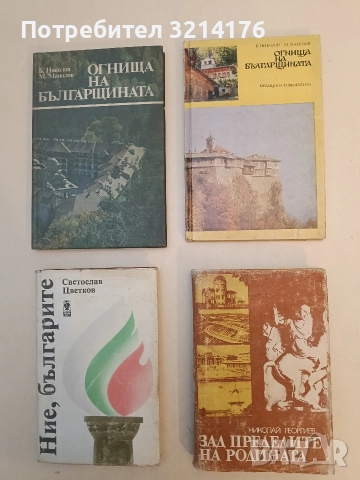 Потребител 3214176
Б. Николов
М. Манолов
ОГНИЩА
НА
БЪЛГАРЩИНАТА
ОГНИЩА
НА
БЪЛГАРЩИНАТА
Ние, българите
Светослав
Цветков
НИКОЛАЙ ГЕОРГИЕВ
ЗАД ПРЕДЕЛИТЕ
НА РОДИНАТА